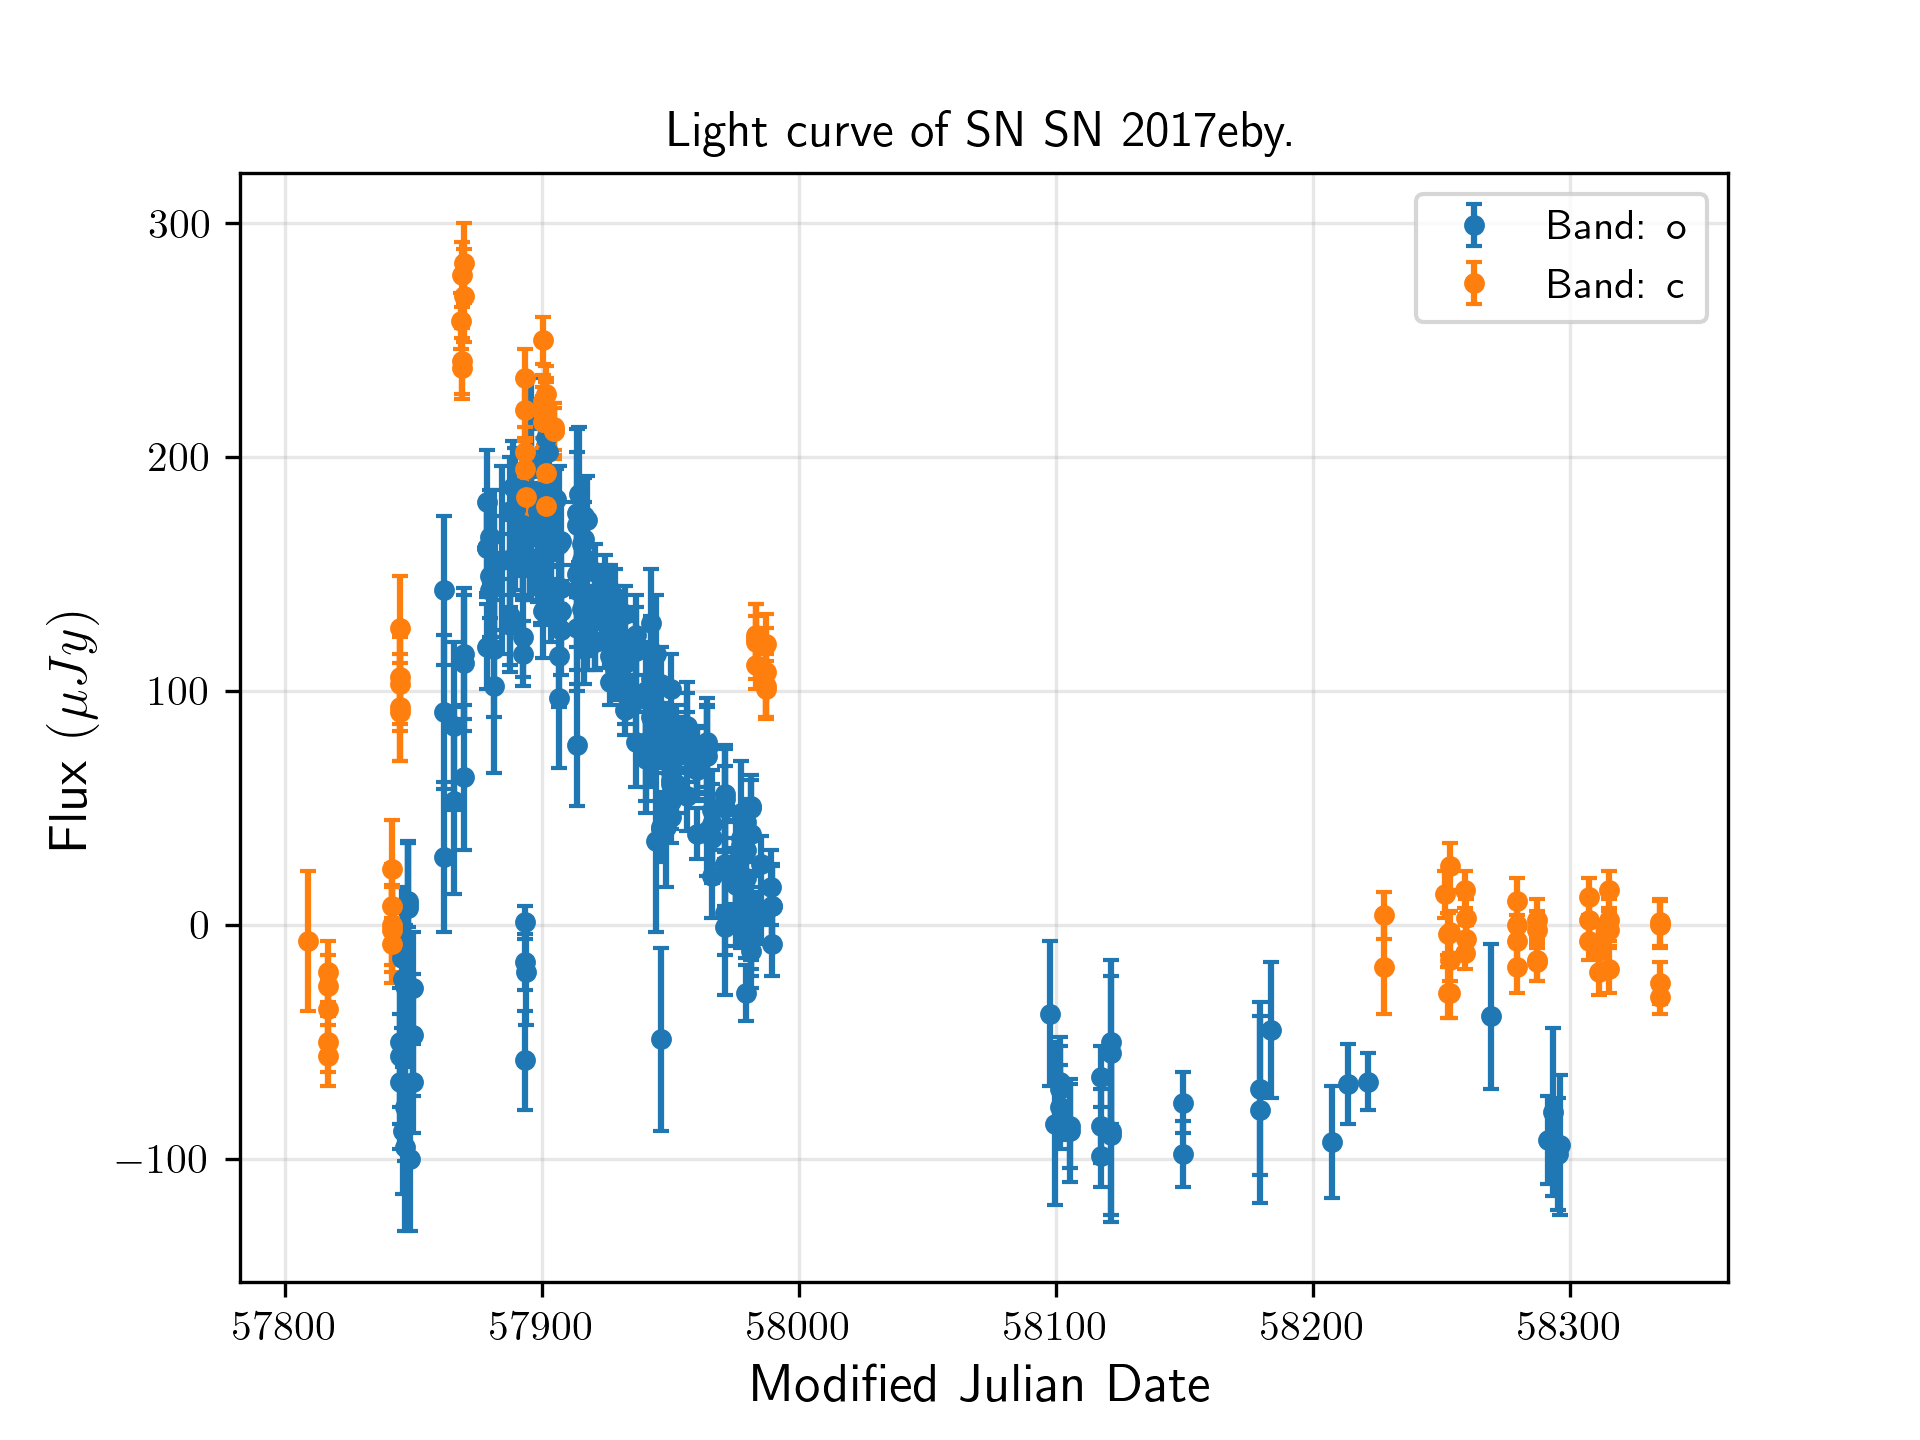 Light curve of SN SN 2017eby.
Band: o
Band: c
300
200
100
0
−100
Flux (μJy)
57800 57900 58000 58100 58200 58300
Modified Julian Date